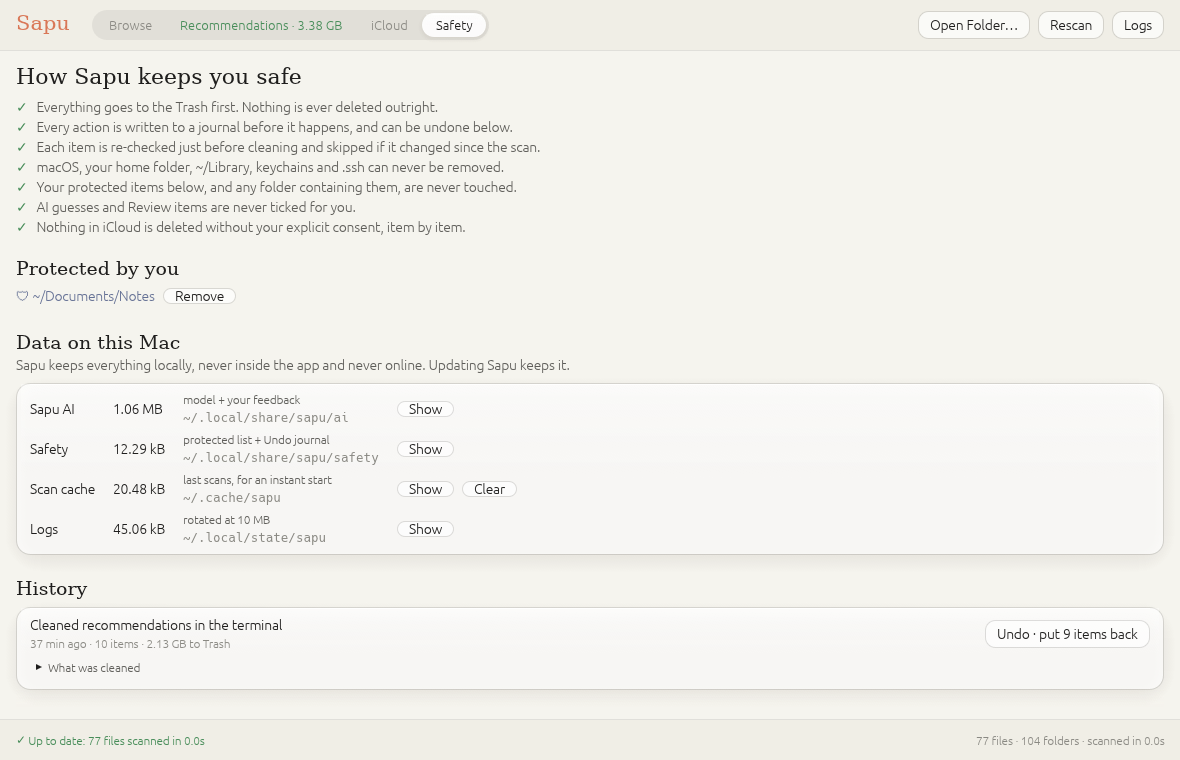 Sapu
Browse Recommendations · 3.38 GB iCloud Safety
Open Folder… Rescan Logs
How Sapu keeps you safe
✓ Everything goes to the Trash first. Nothing is ever deleted outright.
✓ Every action is written to a journal before it happens, and can be undone below.
✓ Each item is re-checked just before cleaning and skipped if it changed since the scan.
✓ macOS, your home folder, ~/Library, keychains and .ssh can never be removed.
✓ Your protected items below, and any folder containing them, are never touched.
✓ AI guesses and Review items are never ticked for you.
✓ Nothing in iCloud is deleted without your explicit consent, item by item.
Protected by you
~/Documents/Notes Remove
Data on this Mac
Sapu keeps everything locally, never inside the app and never online. Updating Sapu keeps it.
Sapu AI 1.06 MB model + your feedback
~/.local/share/sapu/ai Show
Safety 12.29 kB protected list + Undo journal
~/.local/share/sapu/safety Show
Scan cache 20.48 kB last scans, for an instant start
~/.cache/sapu Show Clear
Logs 45.06 kB rotated at 10 MB
~/.local/state/sapu Show
History
Cleaned recommendations in the terminal
37 min ago · 10 items · 2.13 GB to Trash
Undo · put 9 items back
▸ What was cleaned
✓ Up to date: 77 files scanned in 0.0s
77 files · 104 folders · scanned in 0.0s